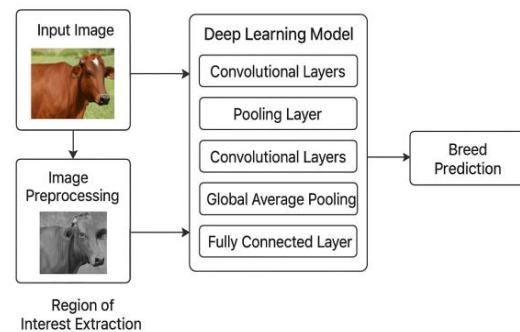 Input Image
Image
Preprocessing
Region of
Interest Extraction
Deep Learning Model
Convolutional Layers
Pooling Layer
Convolutional Layers
Global Average Pooling
Fully Connected Layer
Breed
Prediction